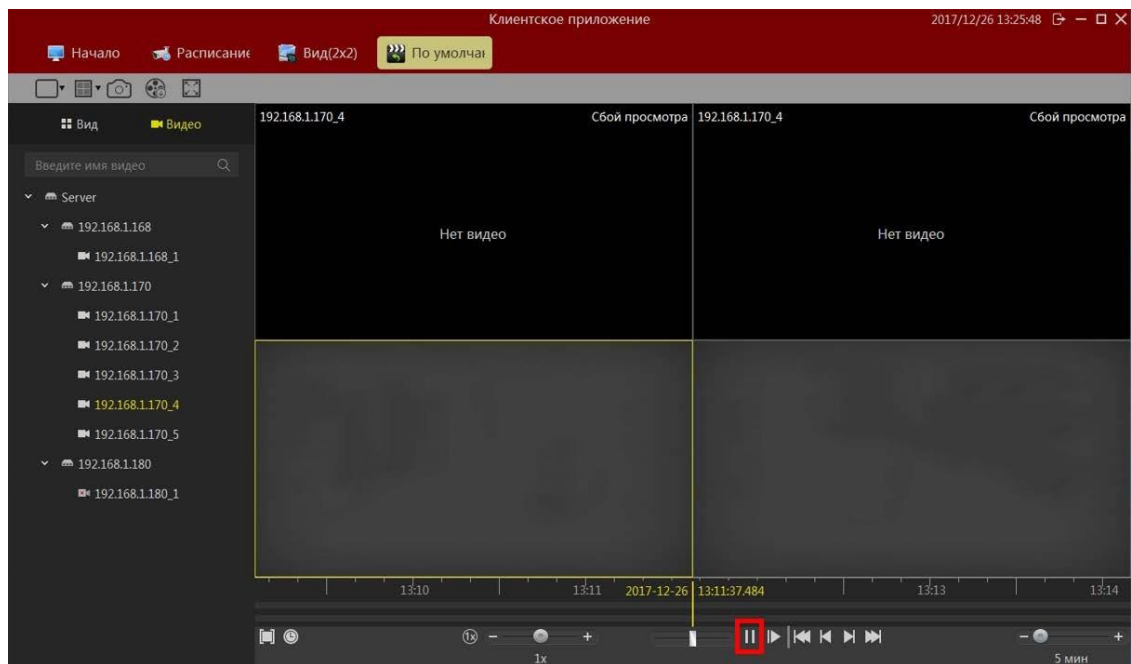 Клиентское приложение
2017/12/26 13:25:48
Начало
Расписание
Вид(2x2)
По умолчан
Вид
Видео
Введите имя видео
Server
192.168.1.168
192.168.1.168_1
192.168.1.170
192.168.1.170_1
192.168.1.170_2
192.168.1.170_3
192.168.1.170_4
192.168.1.170_5
192.168.1.180
192.168.1.180_1
192.168.1.170_4 Сбой просмотра
Нет видео
192.168.1.170_4 Сбой просмотра
Нет видео
13:10 13:11 2017-12-26 13:11:37.484 13:13 13:14
1x
1x
5 мин